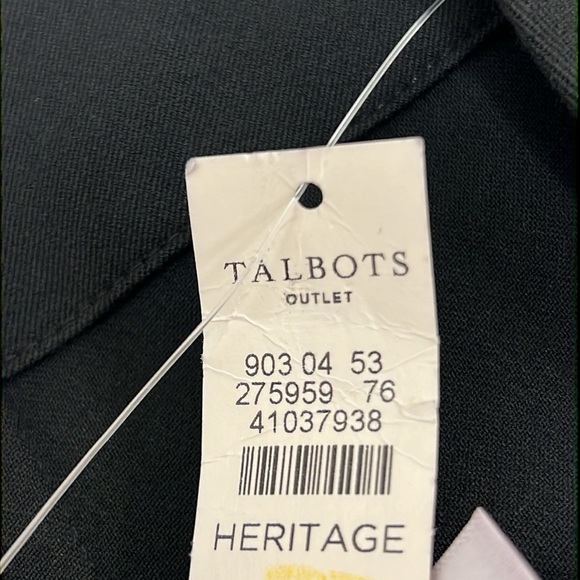 TALBOTS
OUTLET
903 04 53
275959 76
41037938
HERITAGE